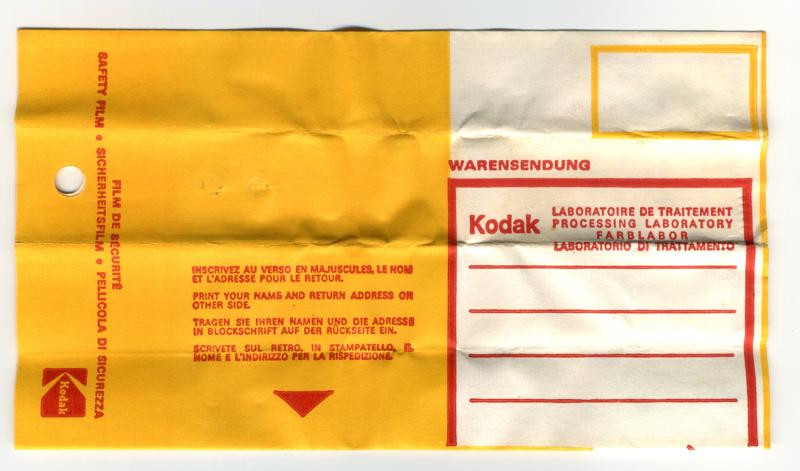 SAFETY FILM • SICHERHEITSFILM • PELLICOLA DI SICUREZZA
FILM DE SÉCURITÉ
Kodak
INSCRIVEZ AU VERSO EN MAJUSCULES, LE NOM
ET L'ADRESSE POUR LE RETOUR.
PRINT YOUR NAME AND RETURN ADDRESS ON
OTHER SIDE.
TRAGEN SIE IHREN NAMEN UND DIE ADRESSE
IN BLOCKSCHRIFT AUF DER RÜCKSEITE EIN.
SCRIVETE SUL RETRO, IN STAMPATELLO, IL
NOME E L'INDIRIZZO PER LA RISPEDIZIONE.
WARENSENDUNG
Kodak
LABORATOIRE DE TRAITEMENT
PROCESSING LABORATORY
FARBLABOR
LABORATORIO DI TRATTAMENTO